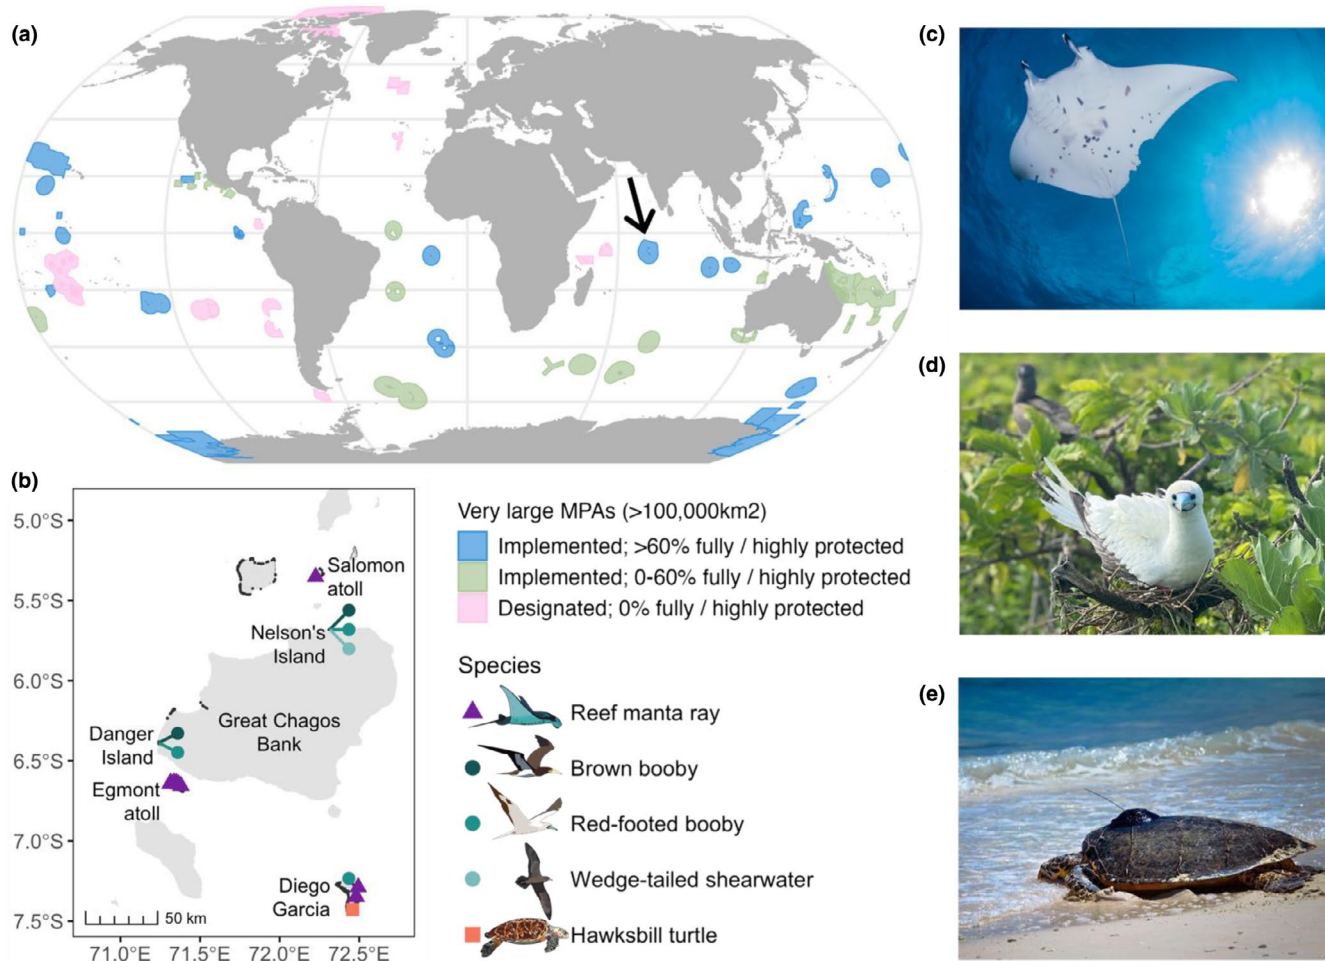 (a)
(b)
5.0°S
5.5°S
6.0°S
6.5°S
7.0°S
7.5°S
Salomon
atoll
Nelson's
Island
Great Chagos
Bank
Danger
Island
Egmont
atoll
Diego
Garcia
50 km
71.0°E
71.5°E
72.0°E
72.5°E
Very large MPAs (>100,000km2)
Implemented; >60% fully / highly protected
Implemented; 0-60% fully / highly protected
Designated; 0% fully / highly protected
Species
Reef manta ray
Brown booby
Red-footed booby
Wedge-tailed shearwater
Hawksbill turtle
(c)
(d)
(e)